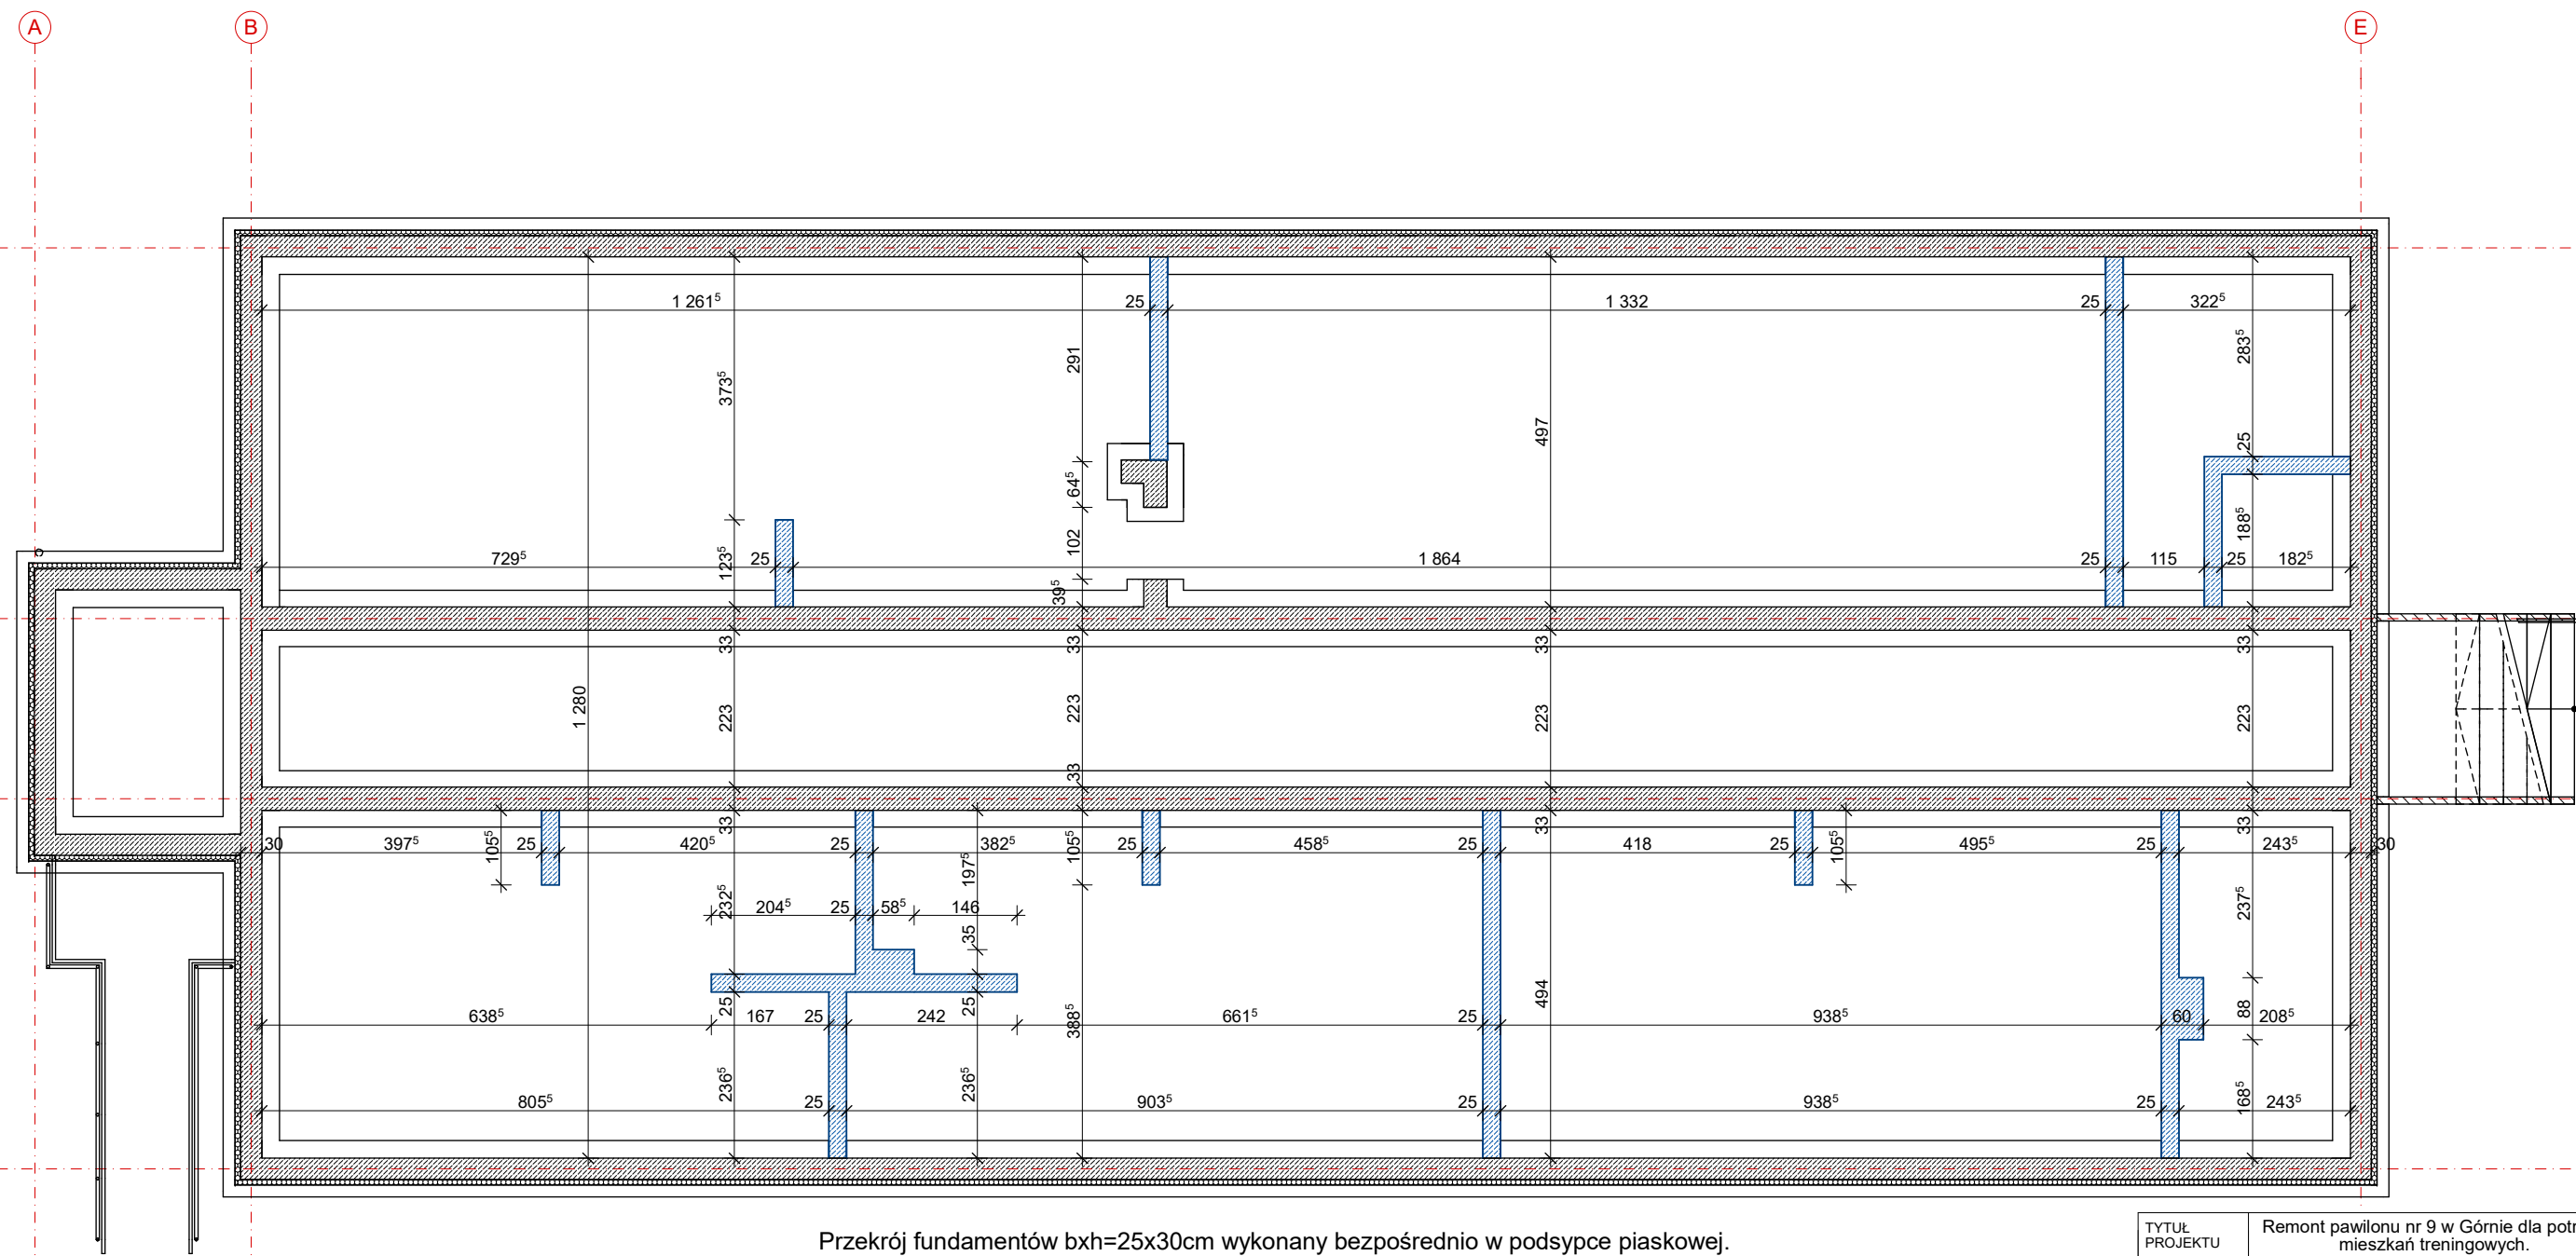 A
B
E
1 261⁵ 25 1 332 25 322⁵
283⁵
291
373⁵
497
25
64⁵
188⁵
102
123⁵
729⁵ 25 1 864 25 115 25 182⁵
39⁵
33 33 33 33
1 280
223 223 223 223
33
33 33 33
30 397⁵ 25 420⁵ 25 382⁵ 25 458⁵ 25 418 25 495⁵ 25 243⁵ 30
105⁵ 105⁵ 105⁵
197⁵
232⁵
237⁵
204⁵ 25 58⁵ 146
35
494
25 25
388⁵
88
638⁵ 167 25 242 661⁵ 25 938⁵ 60 208⁵
236⁵ 236⁵
168⁵
805⁵ 25 903⁵ 25 938⁵ 25 243⁵
Przekrój fundamentów bxh=25x30cm wykonany bezpośrednio w podsypce piaskowej.
TYTUŁ
PROJEKTU
Remont pawilonu nr 9 w Górnie dla potr
mieszkań treningowych.